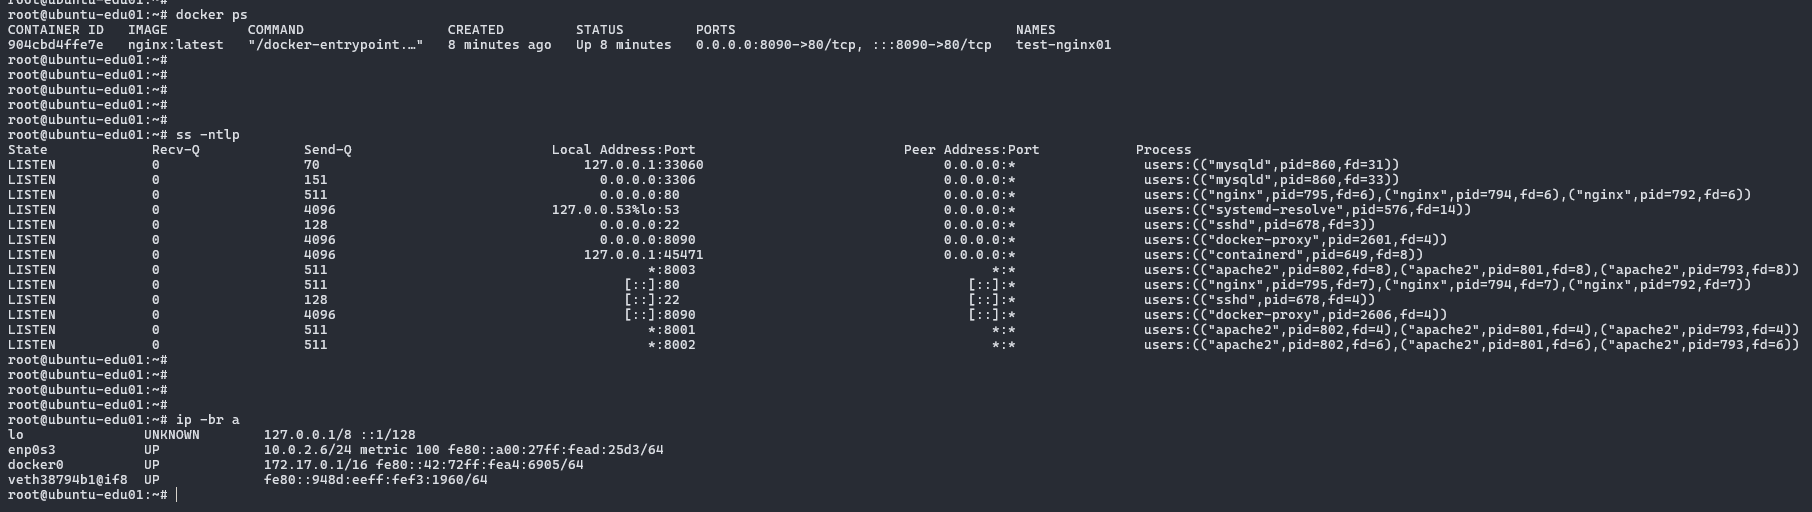 root@ubuntu-edu01:~#
root@ubuntu-edu01:~# docker ps
CONTAINER ID   IMAGE          COMMAND                  CREATED         STATUS         PORTS                                   NAMES
904cbd4ffe7e   nginx:latest   "/docker-entrypoint.…"   8 minutes ago   Up 8 minutes   0.0.0.0:8090->80/tcp, :::8090->80/tcp   test-nginx01
root@ubuntu-edu01:~#
root@ubuntu-edu01:~#
root@ubuntu-edu01:~#
root@ubuntu-edu01:~#
root@ubuntu-edu01:~#
root@ubuntu-edu01:~# ss -ntlp
State Recv-Q Send-Q Local Address:Port Peer Address:Port Process
LISTEN 0 70 127.0.0.1:33060 0.0.0.0:* users:(("mysqld",pid=860,fd=31))
LISTEN 0 151 0.0.0.0:3306 0.0.0.0:* users:(("mysqld",pid=860,fd=33))
LISTEN 0 511 0.0.0.0:80 0.0.0.0:* users:(("nginx",pid=795,fd=6),("nginx",pid=794,fd=6),("nginx",pid=792,fd=6))
LISTEN 0 4096 127.0.0.53%lo:53 0.0.0.0:* users:(("systemd-resolve",pid=576,fd=14))
LISTEN 0 128 0.0.0.0:22 0.0.0.0:* users:(("sshd",pid=678,fd=3))
LISTEN 0 4096 0.0.0.0:8090 0.0.0.0:* users:(("docker-proxy",pid=2601,fd=4))
LISTEN 0 4096 127.0.0.1:45471 0.0.0.0:* users:(("containerd",pid=649,fd=8))
LISTEN 0 511 *:8003 *:* users:(("apache2",pid=802,fd=8),("apache2",pid=801,fd=8),("apache2",pid=793,fd=8))
LISTEN 0 511 [::]:80 [::]:* users:(("nginx",pid=795,fd=7),("nginx",pid=794,fd=7),("nginx",pid=792,fd=7))
LISTEN 0 128 [::]:22 [::]:* users:(("sshd",pid=678,fd=4))
LISTEN 0 4096 [::]:8090 [::]:* users:(("docker-proxy",pid=2606,fd=4))
LISTEN 0 511 *:8001 *:* users:(("apache2",pid=802,fd=4),("apache2",pid=801,fd=4),("apache2",pid=793,fd=4))
LISTEN 0 511 *:8002 *:* users:(("apache2",pid=802,fd=6),("apache2",pid=801,fd=6),("apache2",pid=793,fd=6))
root@ubuntu-edu01:~#
root@ubuntu-edu01:~#
root@ubuntu-edu01:~#
root@ubuntu-edu01:~#
root@ubuntu-edu01:~# ip -br a
lo UNKNOWN 127.0.0.1/8 ::1/128
enp0s3 UP 10.0.2.6/24 metric 100 fe80::a00:27ff:fead:25d3/64
docker0 UP 172.17.0.1/16 fe80::42:72ff:fea4:6905/64
veth38794b1@if8 UP fe80::948d:eeff:fef3:1960/64
root@ubuntu-edu01:~#